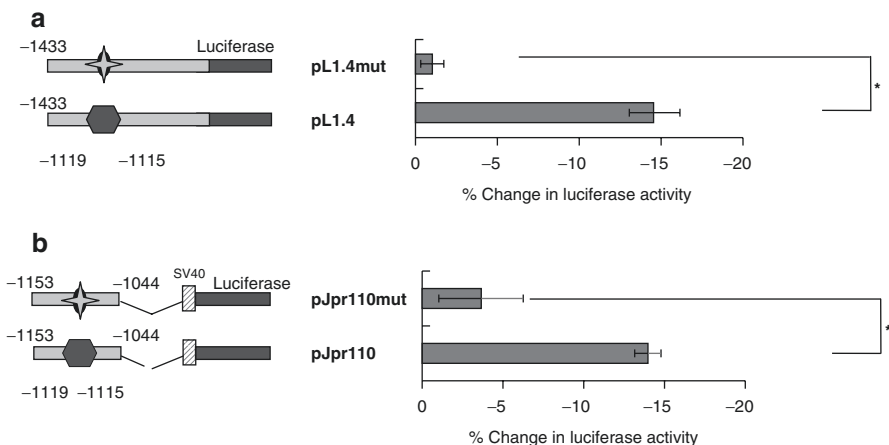 a
−1433 Luciferase
pL1.4mut
−1433
pL1.4
−1119 −1115
*
0 −5 −10 −15 −20
% Change in luciferase activity
b
−1153 −1044 SV40 Luciferase
pJpr110mut
−1153 −1044
pJpr110
−1119 −1115
*
0 −5 −10 −15 −20
% Change in luciferase activity